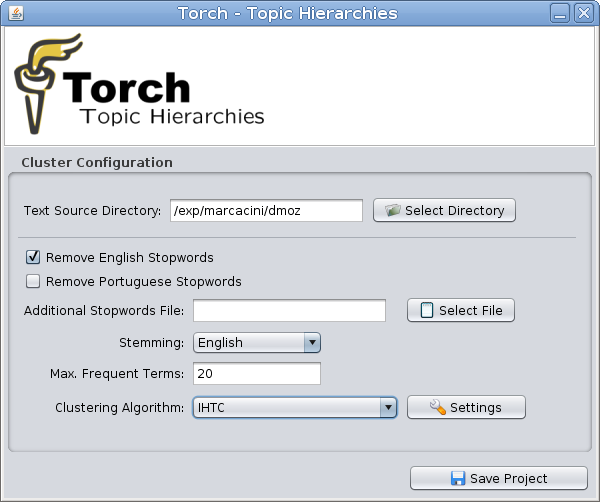 Torch - Topic Hierarchies
Torch
Topic Hierarchies
Cluster Configuration
Text Source Directory: /exp/marcacini/dmoz Select Directory
Remove English Stopwords
Remove Portuguese Stopwords
Additional Stopwords File: Select File
Stemming: English
Max. Frequent Terms: 20
Clustering Algorithm: IHTC Settings
Save Project